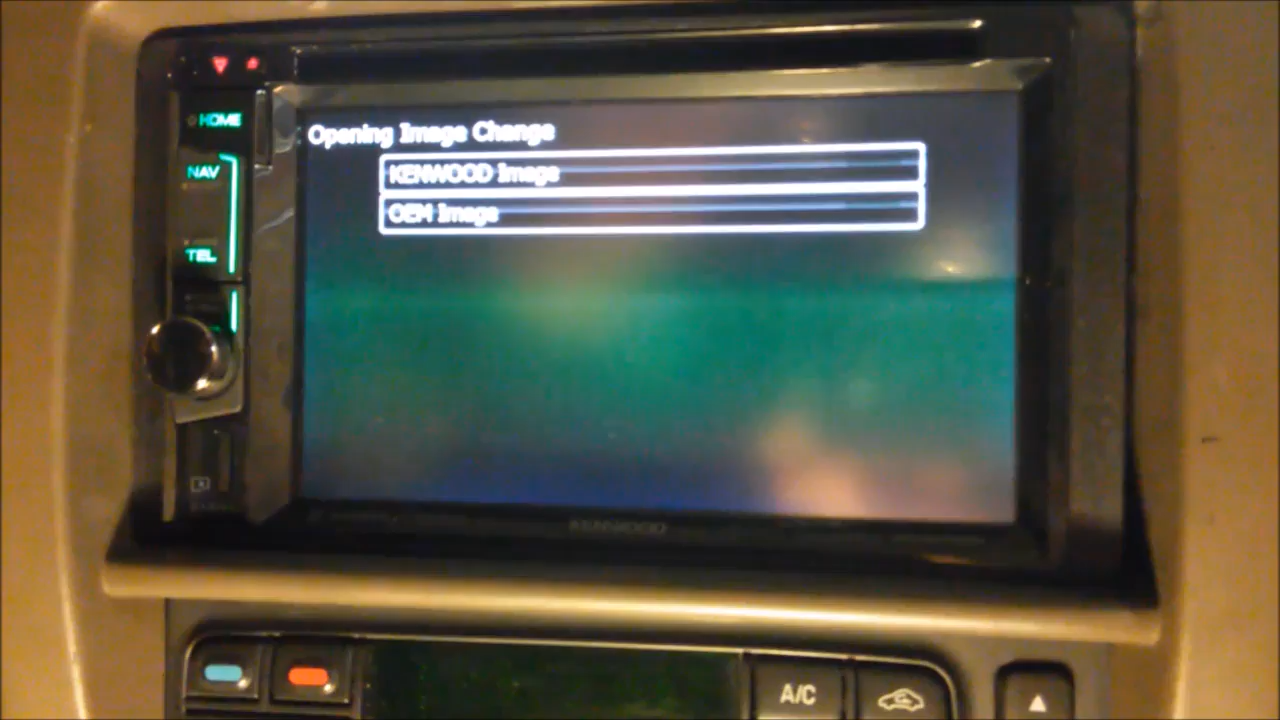 HOME
NAV
TEL
Opening Image Change
KENWOOD Image
OEM Image
KENWOOD
A/C